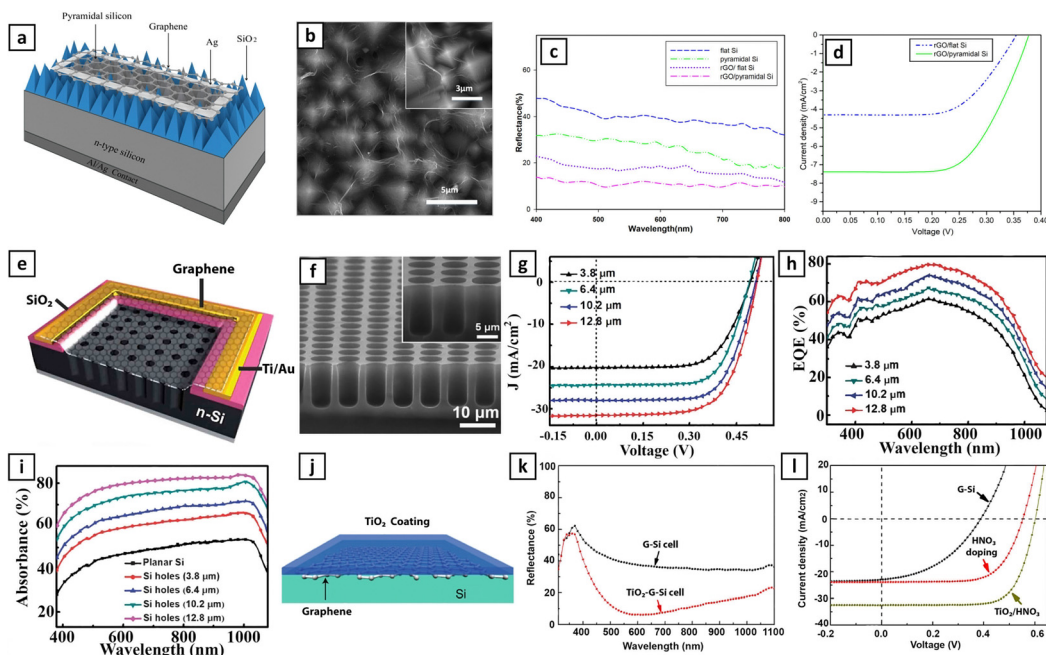 a
Pyramidal silicon
Graphene
Ag
SiO2
n-type silicon
Al/Ag Contact
b
3μm
5μm
c
flat Si
pyramidal Si
rGO/ flat Si
rGO/pyramidal Si
Reflectance(%)
60
40
20
0
400
500
600
700
800
Wavelength(nm)
d
rGO/flat Si
rGO/pyramidal Si
Current density (mA/cm²)
0
-1
-2
-3
-4
-5
-6
-7
-8
-9
0.00
0.05
0.10
0.15
0.20
0.25
0.30
0.35
0.40
Voltage (V)
e
Graphene
SiO2
Ti/Au
n-Si
f
5 μm
10 μm
g
3.8 μm
6.4 μm
10.2 μm
12.8 μm
J (mA/cm²)
0
-10
-20
-30
-0.15
0.00
0.15
0.30
0.45
Voltage (V)
h
EQE (%)
80
60
40
20
0
3.8 μm
6.4 μm
10.2 μm
12.8 μm
400
600
800
1000
Wavelength (nm)
i
Absorbance (%)
80
60
40
20
Planar Si
Si holes (3.8 μm)
Si holes (6.4 μm)
Si holes (10.2 μm)
Si holes (12.8 μm)
400
600
800
1000
Wavelength (nm)
j
TiO2 Coating
Graphene
Si
k
Reflectance (%)
100
80
60
40
20
0
G-Si cell
TiO2-G-Si cell
300
400
500
600
700
800
900
1000
1100
Wavelength (nm)
l
Current density (mA/cm2)
20
10
0
-10
-20
-30
-40
G-Si
HNO3
doping
TiO2/HNO3
-0.2
0.0
0.2
0.4
0.6
Voltage (V)